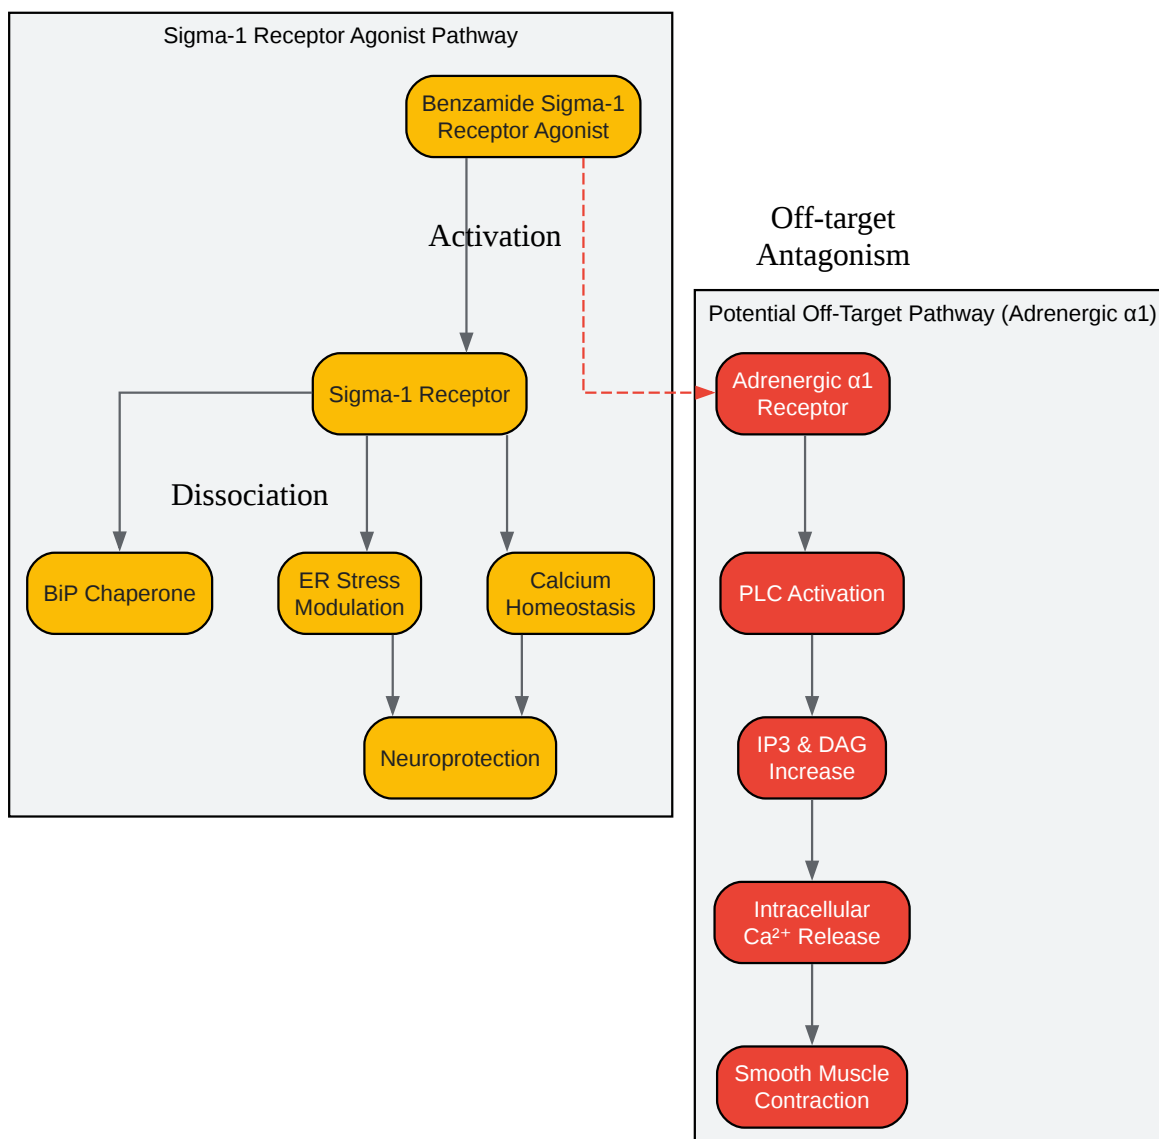 Sigma-1 Receptor Agonist Pathway
Benzamide Sigma-1
Receptor Agonist
Activation
Sigma-1 Receptor
Dissociation
BiP Chaperone
ER Stress
Modulation
Calcium
Homeostasis
Neuroprotection
Off-target
Antagonism
Potential Off-Target Pathway (Adrenergic α1)
Adrenergic α1
Receptor
PLC Activation
IP3 & DAG
Increase
Intracellular
Ca²⁺ Release
Smooth Muscle
Contraction